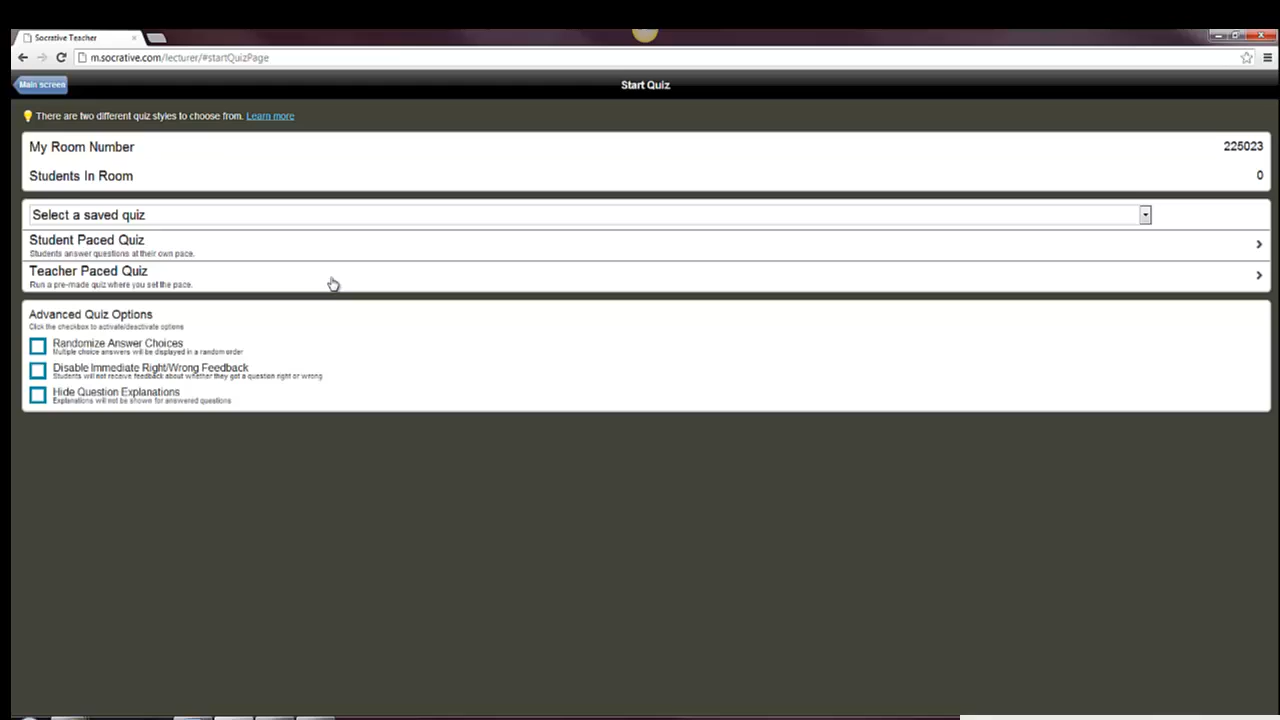 Socrative Teacher
m.socrative.com/lecturer/#startQuizPage
Main screen
Start Quiz
There are two different quiz styles to choose from. Learn more
My Room Number 225023
Students In Room 0
Select a saved quiz
Student Paced Quiz
Students answer questions at their own pace.
Teacher Paced Quiz
Run a pre-made quiz where you set the pace.
Advanced Quiz Options
Click the checkbox to activate/deactivate options
Randomize Answer Choices
Multiple choice answers will be displayed in a random order
Disable Immediate Right/Wrong Feedback
Students will not receive feedback about whether they got a question right or wrong
Hide Question Explanations
Explanations will not be shown for answered questions